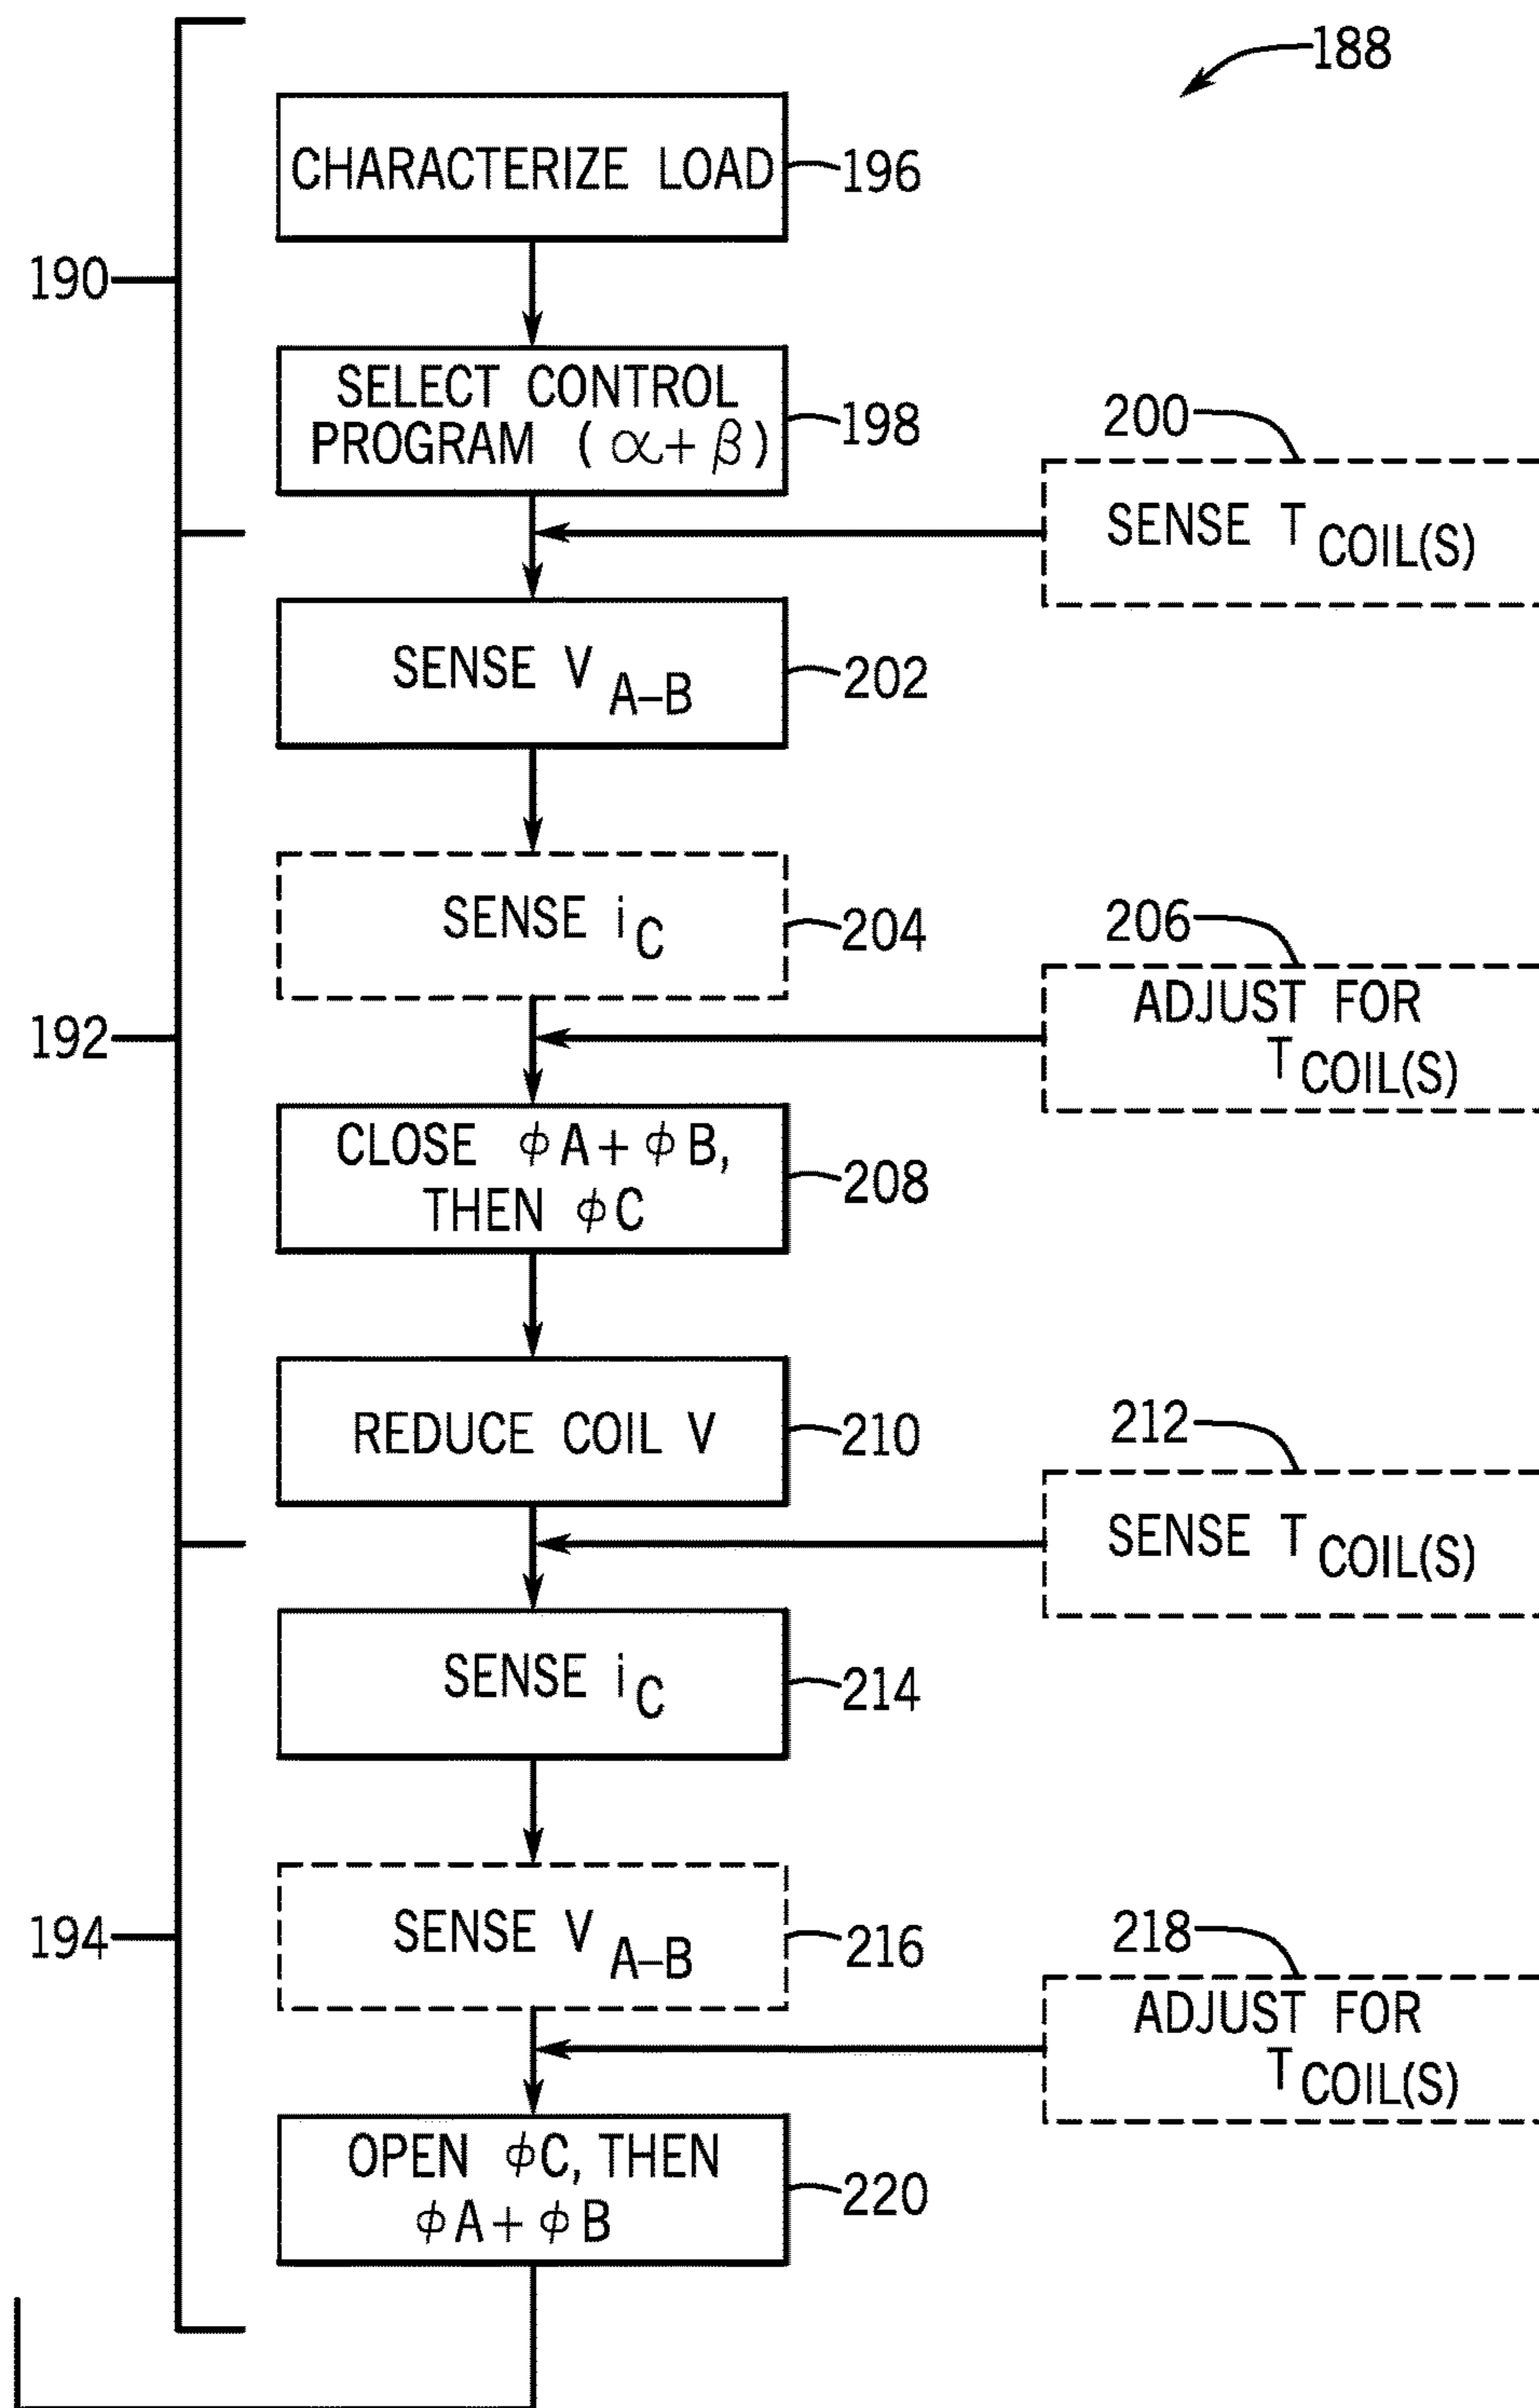 188
CHARACTERIZE LOAD
196
190
SELECT CONTROL
PROGRAM (α+β)
198
200
SENSE T COIL(S)
SENSE V A–B
202
SENSE i C
204
206
ADJUST FOR
T COIL(S)
192
CLOSE ϕA+ϕB,
THEN ϕC
208
REDUCE COIL V
210
212
SENSE T COIL(S)
SENSE i C
214
SENSE V A–B
216
194
218
ADJUST FOR
T COIL(S)
OPEN ϕC, THEN
ϕA+ϕB
220